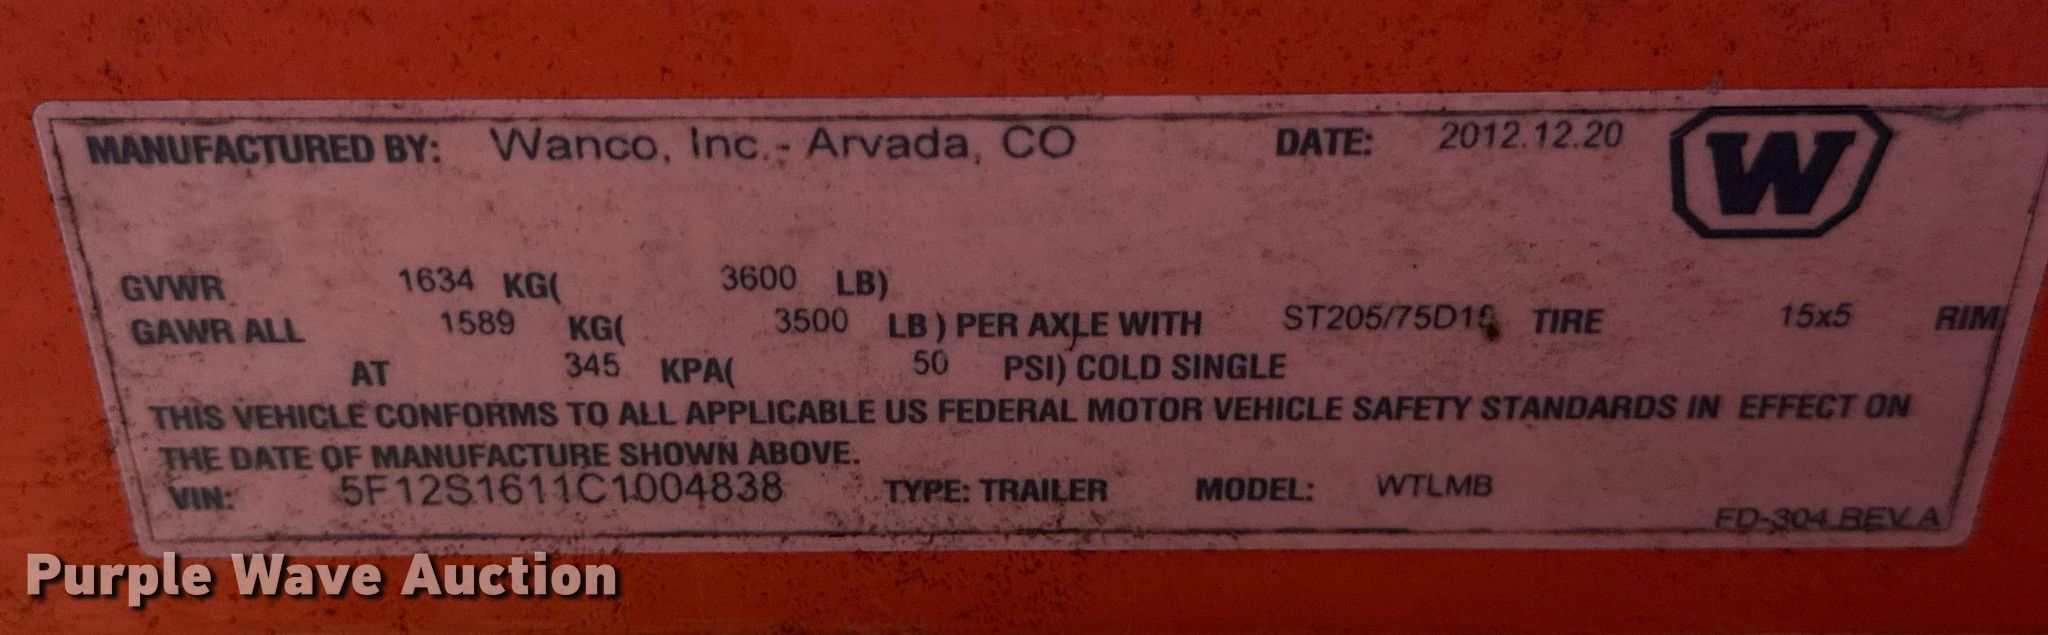 MANUFACTURED BY: Wanco, Inc.- Arvada, CO DATE: 2012.12.20 W
GVWR 1634 KG( 3600 LB)
GAWR ALL 1589 KG( 3500 LB) PER AXLE WITH ST205/75D15 TIRE 15x5 RIM
AT 345 KPA( 50 PSI) COLD SINGLE
THIS VEHICLE CONFORMS TO ALL APPLICABLE US FEDERAL MOTOR VEHICLE SAFETY STANDARDS IN EFFECT ON
THE DATE OF MANUFACTURE SHOWN ABOVE.
VIN: 5F12S1611C1004838 TYPE: TRAILER MODEL: WTLMB
FD-304 REV A
Purple Wave Auction